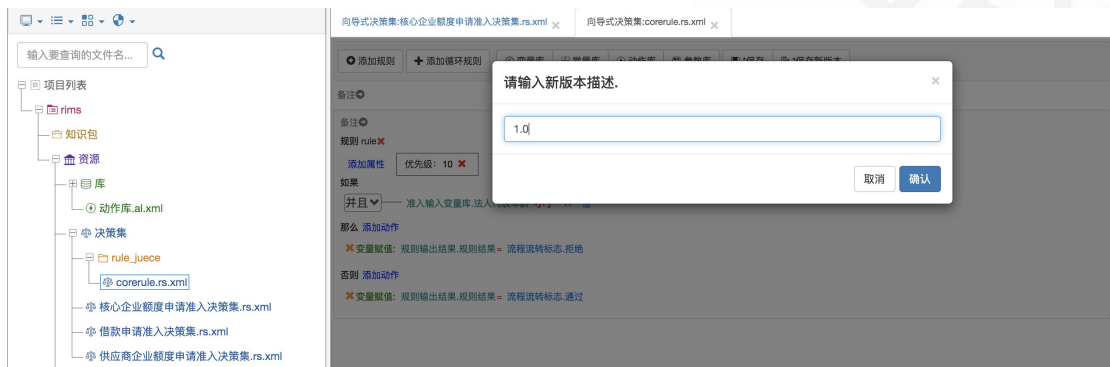 输入要查询的文件名...
项目列表
rims
知识包
资源
库
动作库.al.xml
决策集
rule_juece
corerule.rs.xml
核心企业额度申请准入决策集.rs.xml
借款申请准入决策集.rs.xml
供应商企业额度申请准入决策集.rs.xml
向导式决策集:核心企业额度申请准入决策集.rs.xml
向导式决策集:corerule.rs.xml
添加规则 添加循环规则
请输入新版本描述.
1.0
取消 确认
备注
备注
规则 rule
添加属性 优先级: 10
如果
并且 准入输入变量库.法人
那么 添加动作
变量赋值: 规则输出结果.规则结果= 流程流转标志.拒绝
否则 添加动作
变量赋值: 规则输出结果.规则结果= 流程流转标志.通过